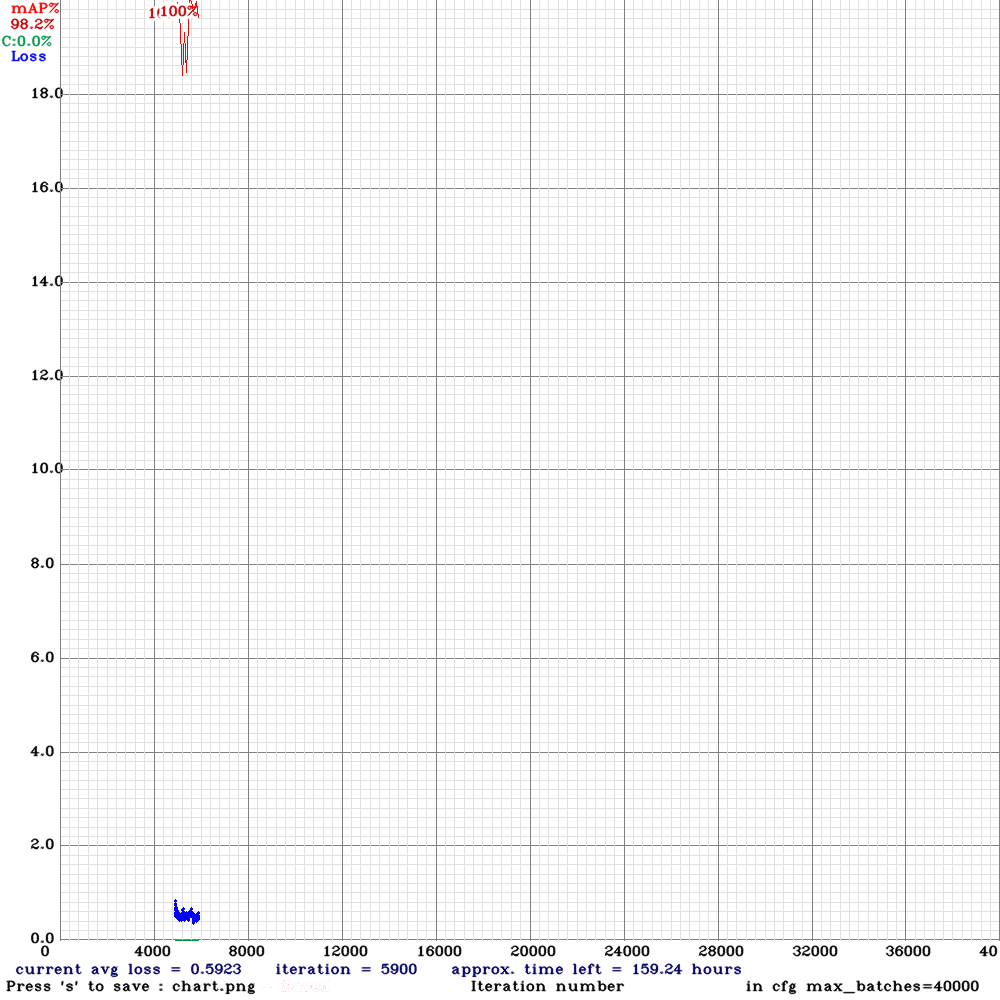 mAP%
100%
98.2%
C:0.0%
Loss
18.0
16.0
14.0
12.0
10.0
8.0
6.0
4.0
2.0
0.0
0 4000 8000 12000 16000 20000 24000 28000 32000 36000 40
current avg loss = 0.5923 iteration = 5900 approx. time left = 159.24 hours
Press 's' to save : chart.png Iteration number in cfg max_batches=40000